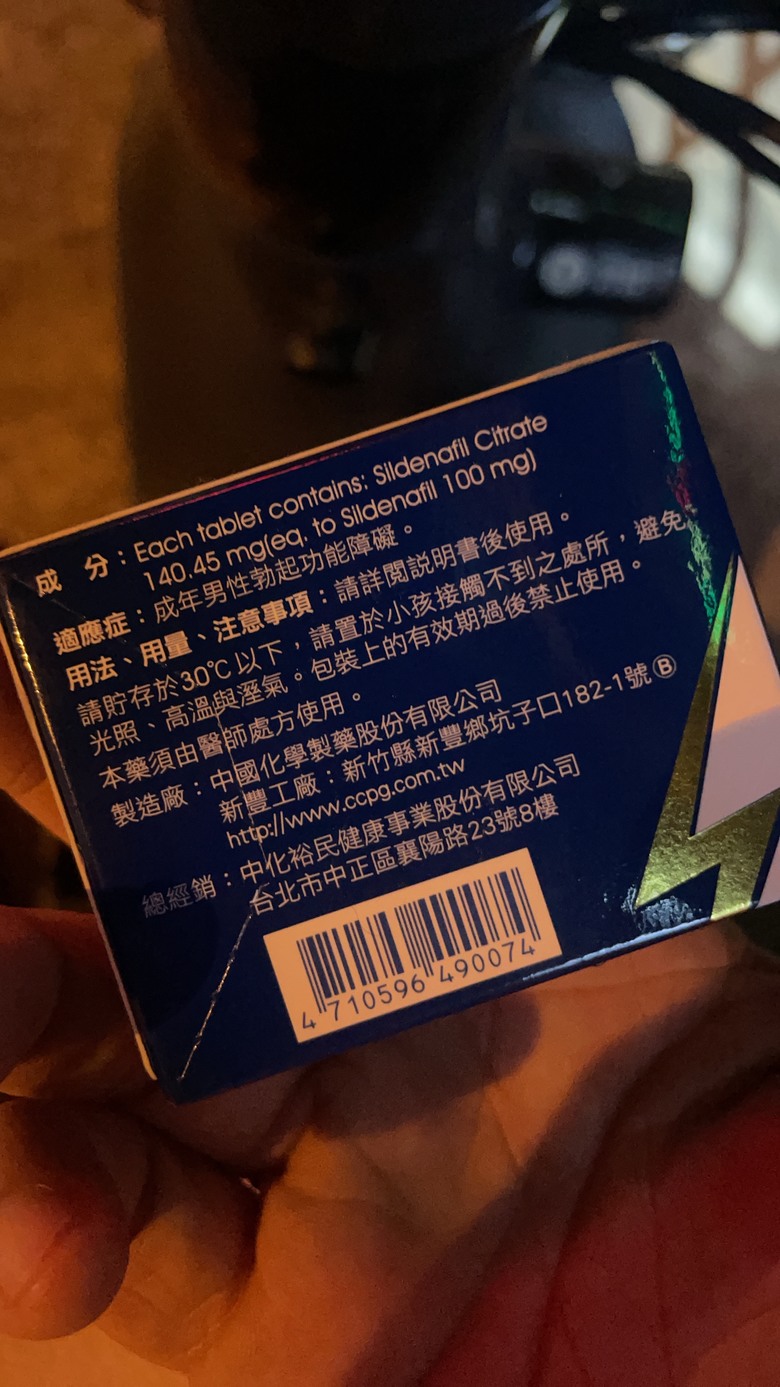 成 分：Each tablet contains: Sildenafil Citrate
140.45 mg(eq. to Sildenafil 100 mg)
適應症：成年男性勃起功能障礙。
用法、用量、注意事項：請詳閱説明書後使用。
請貯存於30℃以下，請置於小孩接觸不到之處所，避免
光照、高溫與溼氣。包裝上的有效期過後禁止使用。
本藥須由醫師處方使用。
製造廠：中國化學製藥股份有限公司
新豐工廠：新竹縣新豐鄉坑子口182-1號Ⓑ
http://www.ccpg.com.tw
總經銷：中化裕民健康事業股份有限公司
台北市中正區襄陽路23號8樓
4 710596 490074